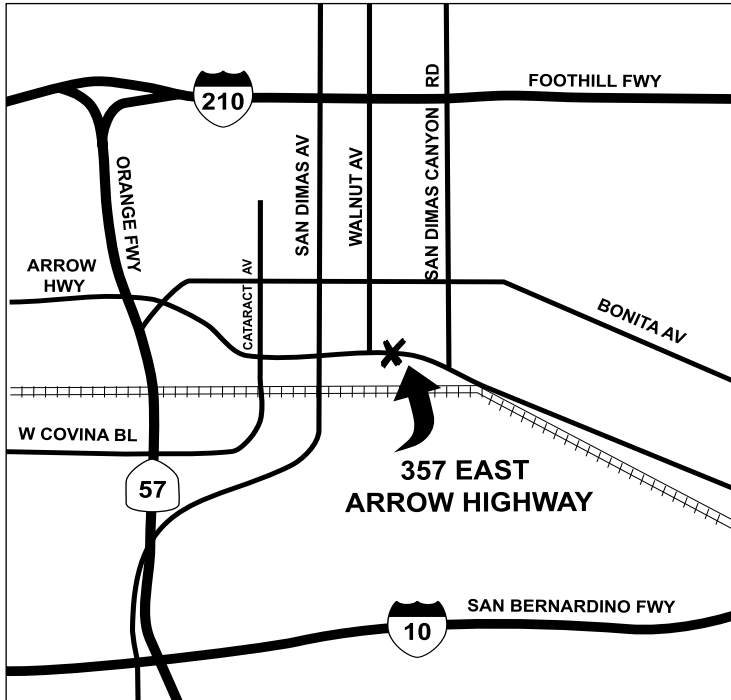 FOOTHILL FWY
210
SAN DIMAS AV
WALNUT AV
SAN DIMAS CANYON RD
ORANGE FWY
ARROW
HWY
CATARACT AV
BONITA AV
W COVINA BL
357 EAST
ARROW HIGHWAY
57
SAN BERNARDINO FWY
10